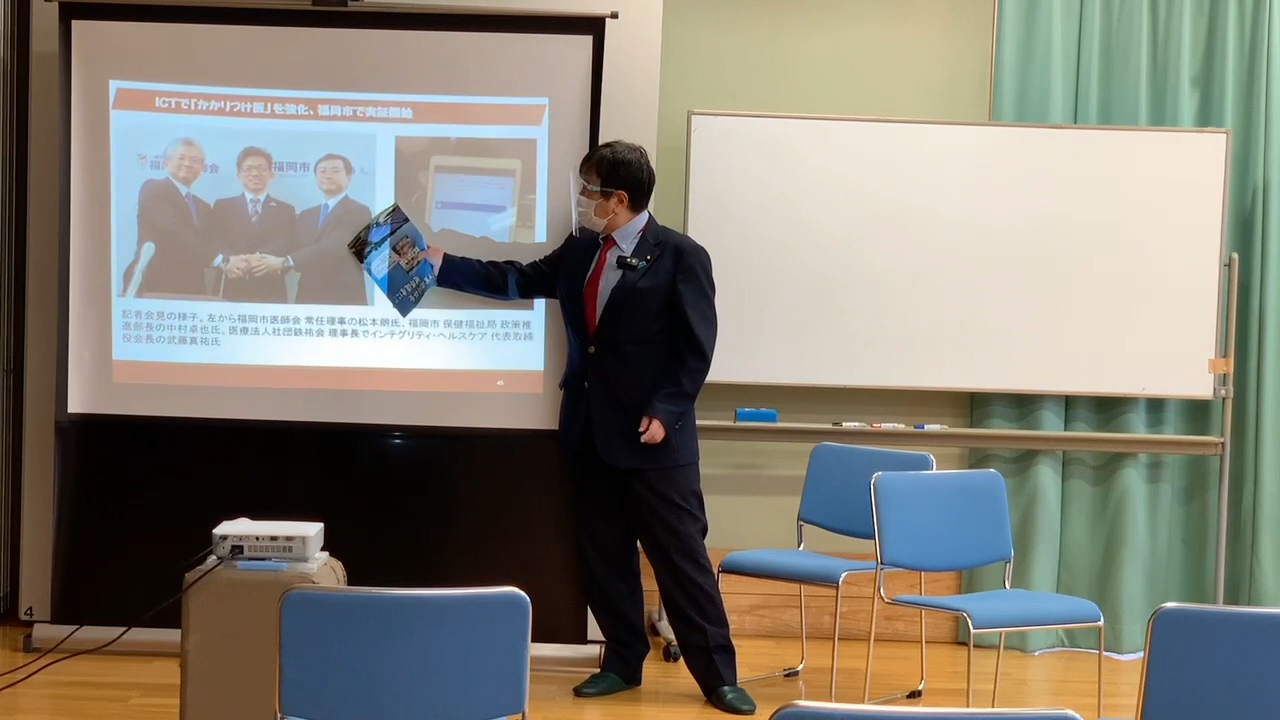 ICTで「かかりつけ医」を強化、福岡市で実証開始
福岡市
記者会見の様子。左から福岡市医師会 常任理事の松本朗氏、福岡市 保健福祉局 政策推
進部長の中村卓也氏、医療法人社団鉄祐会 理事長でインテグリティ・ヘルスケア 代表取締
役会長の武藤真祐氏
4